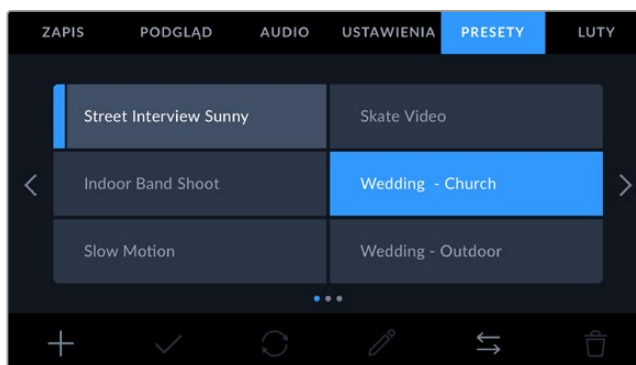 ZAPIS PODGLĄD AUDIO USTAWIENIA PRESETY LUTY
Street Interview Sunny Skate Video
Indoor Band Shoot Wedding - Church
Slow Motion Wedding - Outdoor